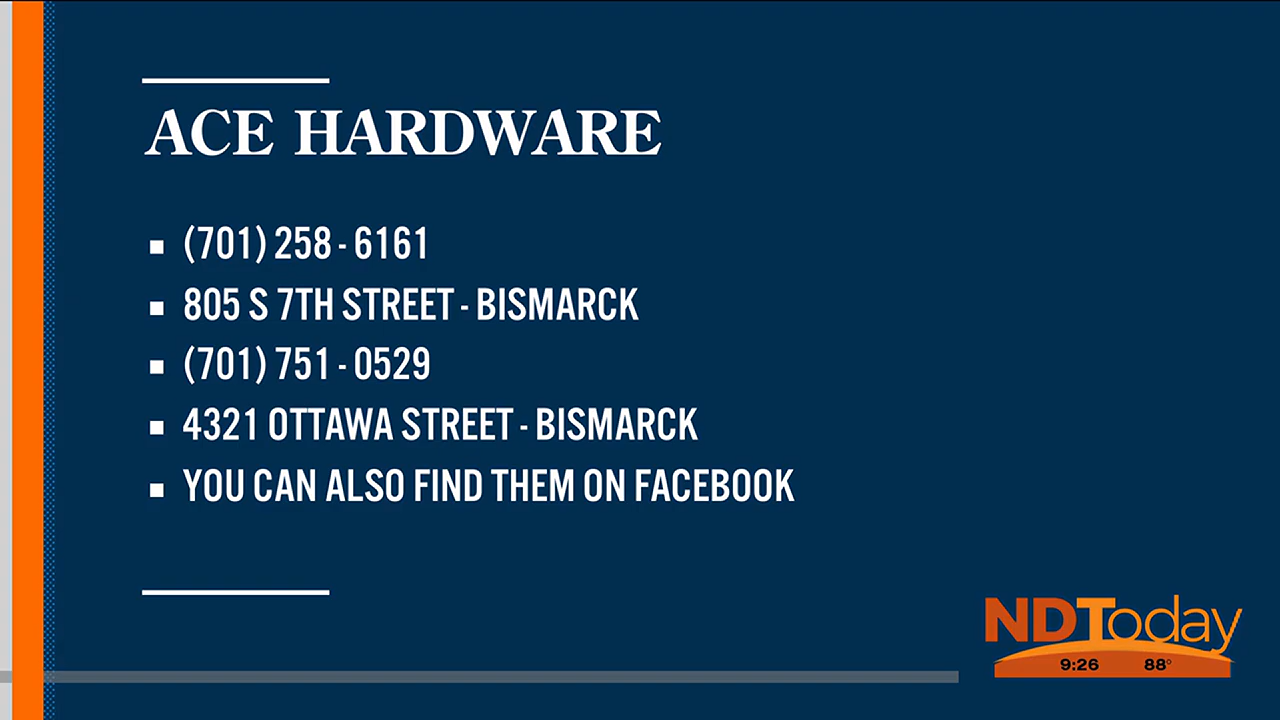 ACE HARDWARE
(701) 258 - 6161
805 S 7TH STREET - BISMARCK
(701) 751 - 0529
4321 OTTAWA STREET - BISMARCK
YOU CAN ALSO FIND THEM ON FACEBOOK
NDToday
9:26 88°